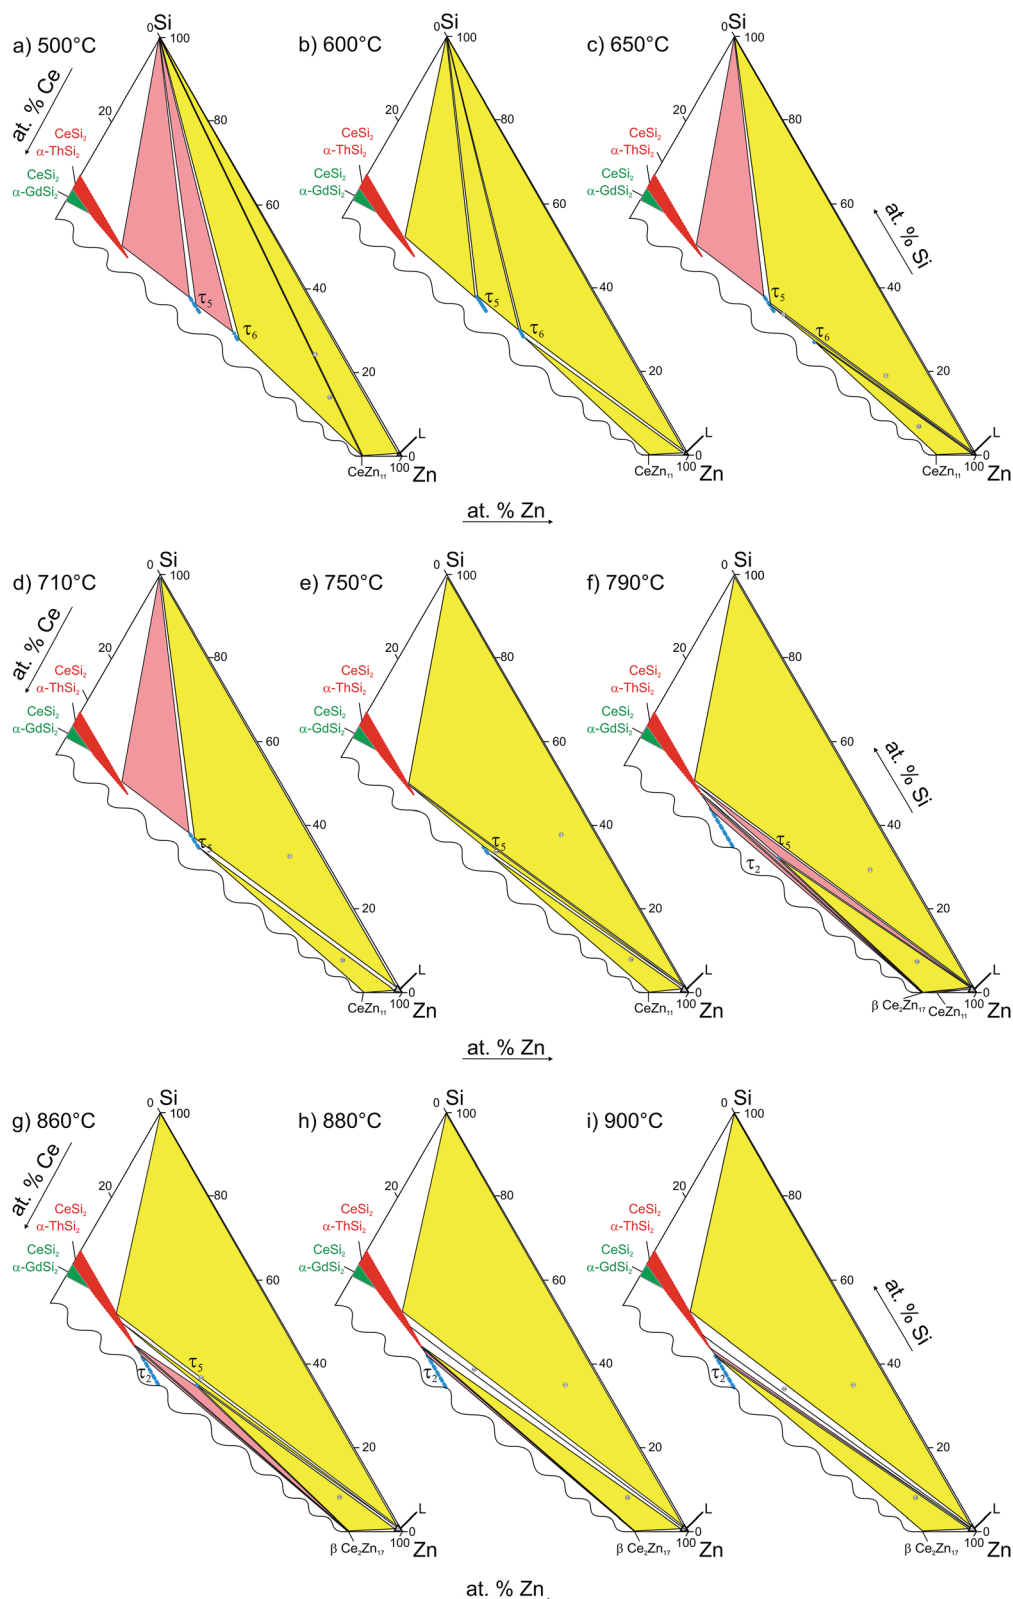 a) 500°C
Si
0
100
at. % Ce
20
80
CeSi₂
α-ThSi₂
CeSi₂
α-GdSi₂
60
40
τ₅
τ₆
20
L
0
CeZn₁₁
100
Zn
b) 600°C
Si
0
100
20
80
CeSi₂
α-ThSi₂
CeSi₂
α-GdSi₂
60
40
τ₅
τ₆
20
L
0
CeZn₁₁
100
Zn
c) 650°C
Si
0
100
20
80
CeSi₂
α-ThSi₂
CeSi₂
α-GdSi₂
60
at. % Si
40
τ₅
τ₆
20
L
0
CeZn₁₁
100
Zn
at. % Zn
d) 710°C
Si
0
100
at. % Ce
20
80
CeSi₂
α-ThSi₂
CeSi₂
α-GdSi₂
60
40
τ₅
20
L
0
CeZn₁₁
100
Zn
e) 750°C
Si
0
100
20
80
CeSi₂
α-ThSi₂
CeSi₂
α-GdSi₂
60
40
τ₅
20
L
0
CeZn₁₁
100
Zn
f) 790°C
Si
0
100
20
80
CeSi₂
α-ThSi₂
CeSi₂
α-GdSi₂
60
at. % Si
40
τ₅
τ₂
20
L
0
β Ce₂Zn₁₇
CeZn₁₁
100
Zn
at. % Zn
g) 860°C
Si
0
100
at. % Ce
20
80
CeSi₂
α-ThSi₂
CeSi₂
α-GdSi₂
60
40
τ₅
τ₂
20
L
0
β Ce₂Zn₁₇
100
Zn
h) 880°C
Si
0
100
20
80
CeSi₂
α-ThSi₂
CeSi₂
α-GdSi₂
60
40
τ₂
20
L
0
β Ce₂Zn₁₇
100
Zn
i) 900°C
Si
0
100
20
80
CeSi₂
α-ThSi₂
CeSi₂
α-GdSi₂
60
at. % Si
40
τ₂
20
L
0
β Ce₂Zn₁₇
100
Zn
at. % Zn